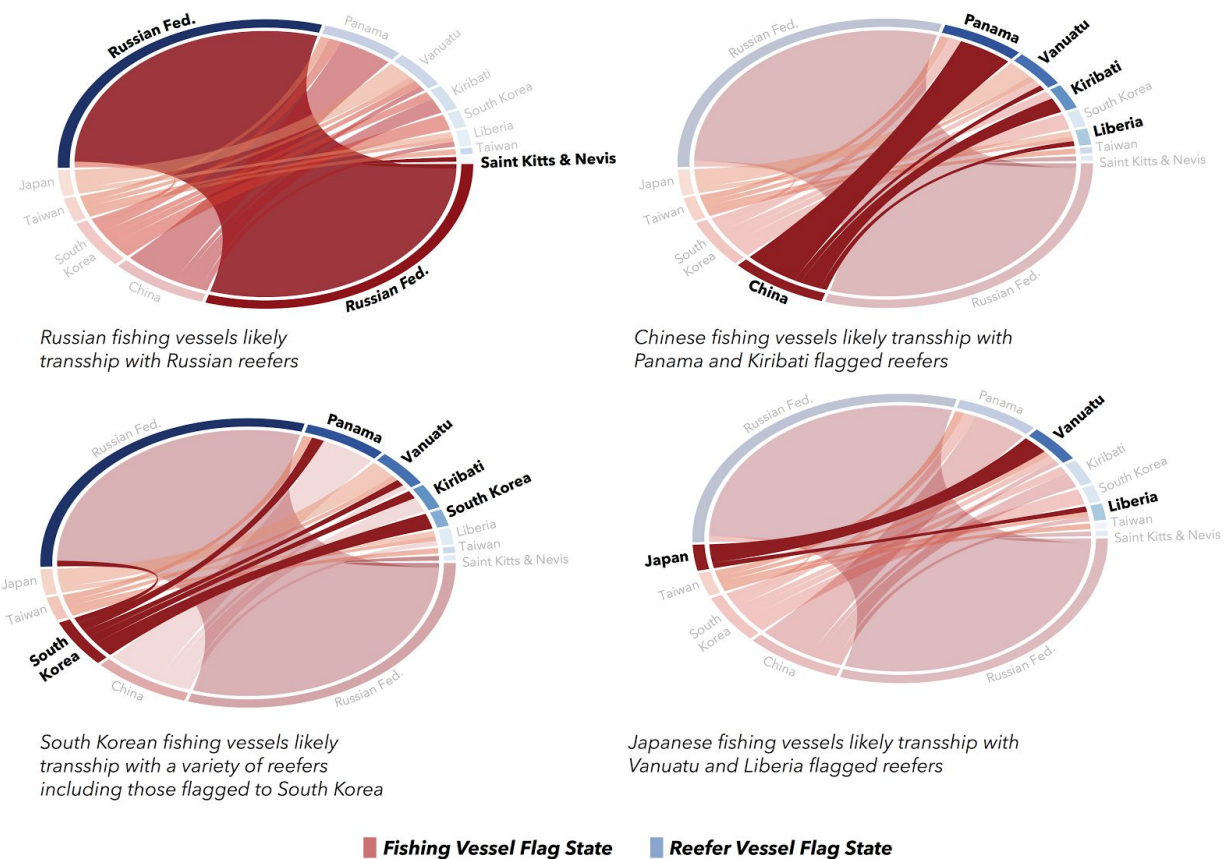 Russian Fed.
Panama
Vanuatu
Kiribati
South Korea
Liberia
Taiwan
Saint Kitts & Nevis
Japan
Taiwan
South
Korea
China
Russian Fed.
Russian fishing vessels likely
transship with Russian reefers
Russian Fed.
Panama
Vanuatu
Kiribati
South Korea
Liberia
Taiwan
Saint Kitts & Nevis
Japan
Taiwan
South
Korea
China
Russian Fed.
Chinese fishing vessels likely transship with
Panama and Kiribati flagged reefers
Russian Fed.
Panama
Vanuatu
Kiribati
South Korea
Liberia
Taiwan
Saint Kitts & Nevis
Japan
Taiwan
South
Korea
China
Russian Fed.
South Korean fishing vessels likely
transship with a variety of reefers
including those flagged to South Korea
Russian Fed.
Panama
Vanuatu
Kiribati
South Korea
Liberia
Taiwan
Saint Kitts & Nevis
Japan
Taiwan
South
Korea
China
Russian Fed.
Japanese fishing vessels likely transship with
Vanuatu and Liberia flagged reefers
Fishing Vessel Flag State
Reefer Vessel Flag State